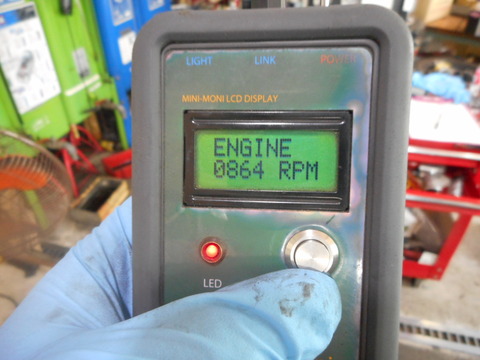 LIGHT LINK POWER
MINI-MONI LCD DISPLAY
ENGINE
0864 RPM
LED